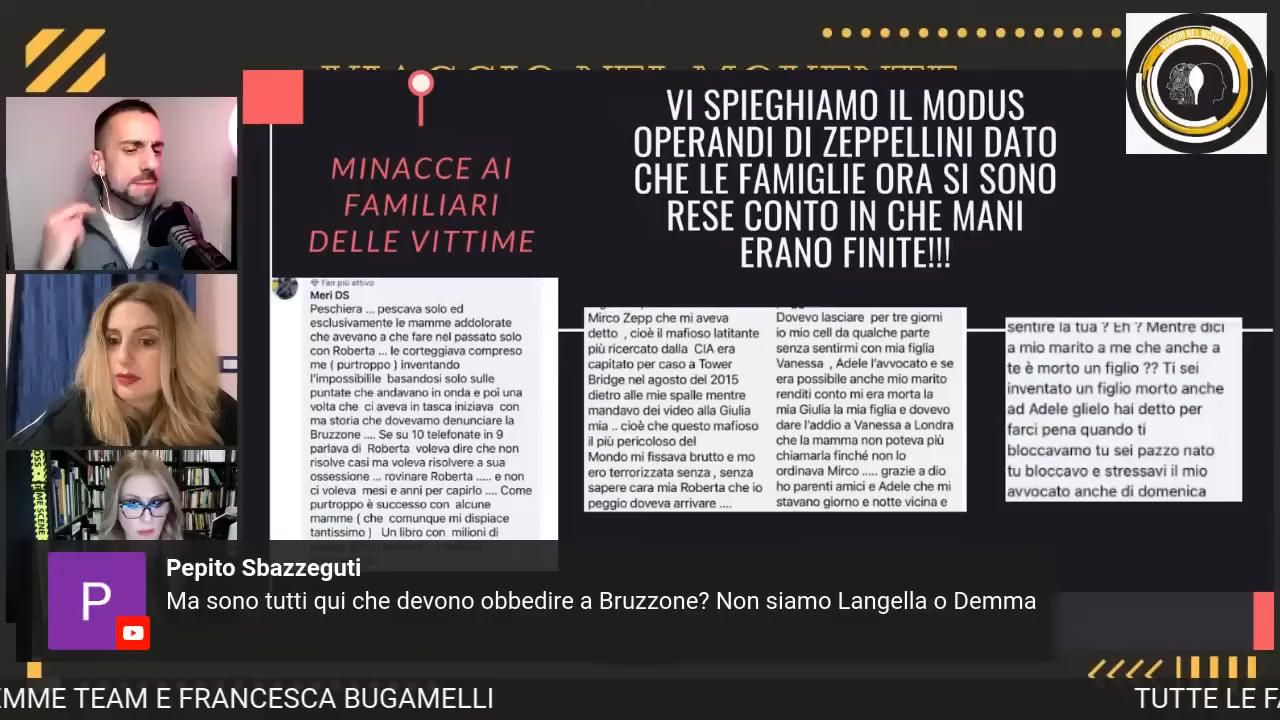 VIAGGIO NEL MOVENTE
VIAGGIO NEL MOVENTE
MINACCE AI
FAMILIARI
DELLE VITTIME
VI SPIEGHIAMO IL MODUS
OPERANDI DI ZEPPELLINI DATO
CHE LE FAMIGLIE ORA SI SONO
RESE CONTO IN CHE MANI
ERANO FINITE!!!
Fan più attivo
Meri DS
Peschiera ... pescava solo ed
esclusivamente le mamme addolorate
che avevano a che fare nel passato solo
con Roberta ... le corteggiava compreso
me ( purtroppo ) inventando
l'impossibilile basandosi solo sulle
puntate che andavano in onda e poi una
volta che ci aveva in tasca iniziava con
ma storia che dovevamo denunciare la
Bruzzone .... Se su 10 telefonate in 9
parlava di Roberta voleva dire che non
risolve casi ma voleva risolvere a sua
ossessione ... rovinare Roberta ..... e non
ci voleva mesi e anni per capirlo .... Come
purtroppo è successo con alcune
mamme ( che comunque mi dispiace
tantissimo ) Un libro con milioni di
Mirco Zepp che mi aveva
detto , cioè il mafioso latitante
più ricercato dalla CIA era
capitato per caso a Tower
Bridge nel agosto del 2015
dietro alle mie spalle mentre
mandavo dei video alla Giulia
mia .. cioè che questo mafioso
il più pericoloso del
Mondo mi fissava brutto e mo
ero terrorizzata senza , senza
sapere cara mia Roberta che io
peggio doveva arrivare ....
Dovevo lasciare per tre giorni
io mio cell da qualche parte
senza sentirmi con mia figlia
Vanessa , Adele l'avvocato e se
era possibile anche mio marito
renditi conto mi era morta la
mia Giulia la mia figlia e dovevo
dare l'addio a Vanessa a Londra
che la mamma non poteva più
chiamarla finché non lo
ordinava Mirco ..... grazie a dio
ho parenti amici e Adele che mi
stavano giorno e notte vicina e
sentire la tua ? Eh ? Mentre dici
a mio marito a me che anche a
te è morto un figlio ?? Ti sei
inventato un figlio morto anche
ad Adele glielo hai detto per
farci pena quando ti
bloccavamo tu sei pazzo nato
tu bloccavo e stressavi il mio
avvocato anche di domenica
P
Pepito Sbazzeguti
Ma sono tutti qui che devono obbedire a Bruzzone? Non siamo Langella o Demma
EMME TEAM E FRANCESCA BUGAMELLI
TUTTE LE FA